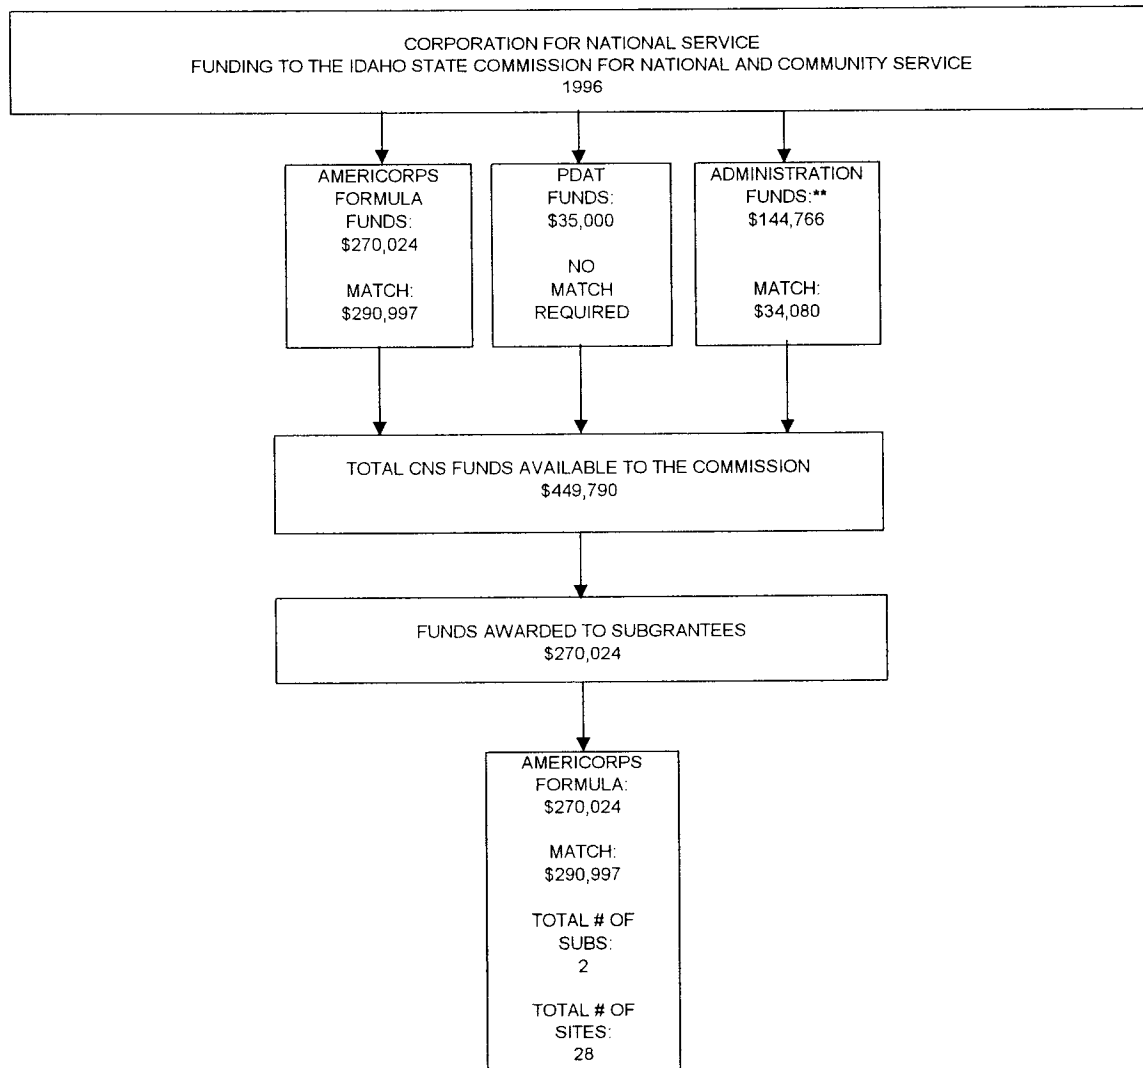 CORPORATION FOR NATIONAL SERVICE
FUNDING TO THE IDAHO STATE COMMISSION FOR NATIONAL AND COMMUNITY SERVICE
1996
AMERICORPS
FORMULA
FUNDS:
$270,024
MATCH:
$290,997
PDAT
FUNDS:
$35,000
NO
MATCH
REQUIRED
ADMINISTRATION
FUNDS:**
$144,766
MATCH:
$34,080
TOTAL CNS FUNDS AVAILABLE TO THE COMMISSION
$449,790
FUNDS AWARDED TO SUBGRANTEES
$270,024
AMERICORPS
FORMULA:
$270,024
MATCH:
$290,997
TOTAL # OF
SUBS:
2
TOTAL # OF
SITES:
28